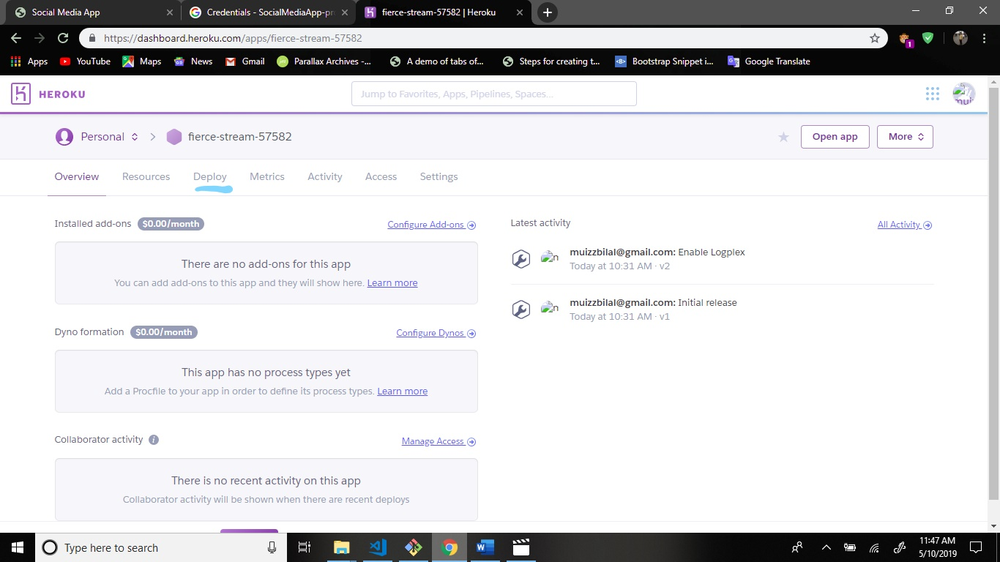 Social Media App
Credentials - SocialMediaApp-pr
fierce-stream-57582 | Heroku
https://dashboard.heroku.com/apps/fierce-stream-57582
1
Apps
YouTube
Maps
News
Gmail
Parallax Archives -...
A demo of tabs of...
Steps for creating t...
<B>
Bootstrap Snippet i...
Google Translate
HEROKU
Jump to Favorites, Apps, Pipelines, Spaces...
Personal
fierce-stream-57582
Open app
More
Overview
Resources
Deploy
Metrics
Activity
Access
Settings
Installed add-ons $0.00/month
Configure Add-ons
There are no add-ons for this app
You can add add-ons to this app and they will show here. Learn more
Dyno formation $0.00/month
Configure Dynos
This app has no process types yet
Add a Procfile to your app in order to define its process types. Learn more
Collaborator activity i
Manage Access
There is no recent activity on this app
Collaborator activity will be shown when there are recent deploys
Latest activity
All Activity
muizzbilal@gmail.com: Enable Logplex
Today at 10:31 AM · v2
muizzbilal@gmail.com: Initial release
Today at 10:31 AM · v1
Type here to search
11:47 AM
5/10/2019